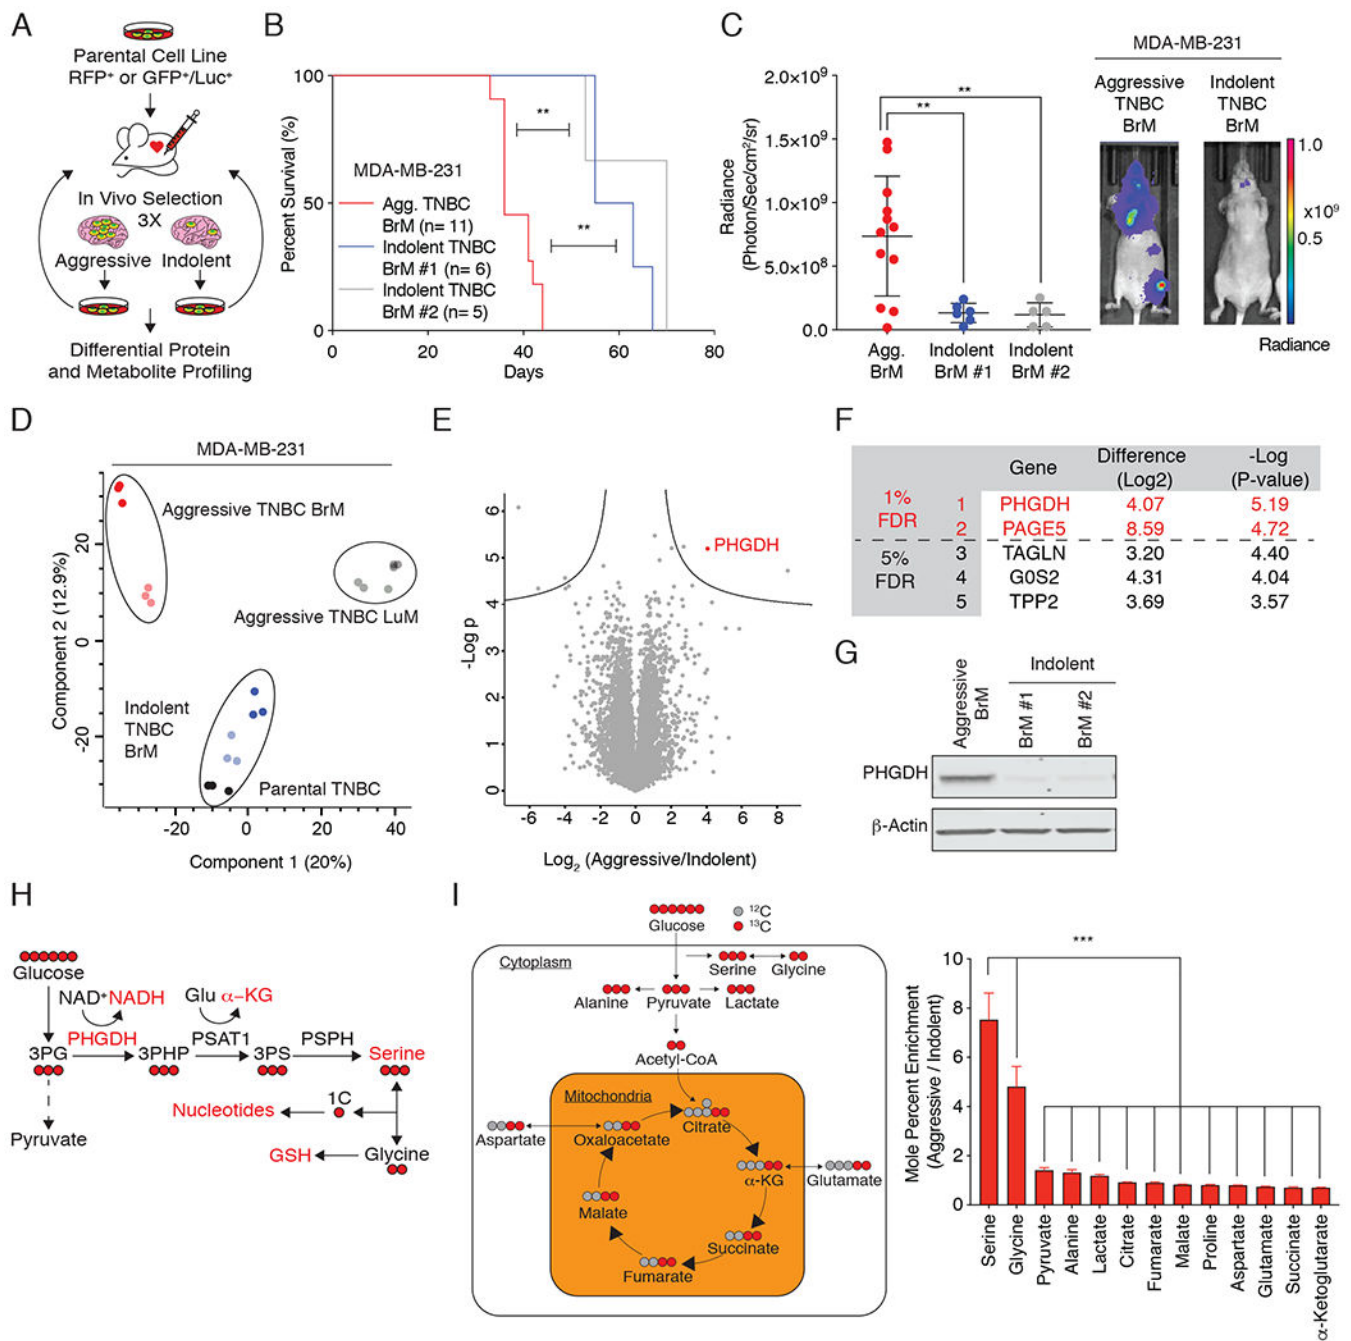 A
Parental Cell Line
RFP⁺ or GFP⁺/Luc⁺
In Vivo Selection
3X
Aggressive Indolent
Differential Protein
and Metabolite Profiling
B
Percent Survival (%)
100
50
0
**
**
MDA-MB-231
Agg. TNBC
BrM (n= 11)
Indolent TNBC
BrM #1 (n= 6)
Indolent TNBC
BrM #2 (n= 5)
0 20 40 60 80
Days
C
Radiance
(Photon/Sec/cm²/sr)
2.0×10⁹
1.5×10⁹
1.0×10⁹
5.0×10⁸
0.0
**
**
Agg.
BrM
Indolent
BrM #1
Indolent
BrM #2
MDA-MB-231
Aggressive
TNBC
BrM
Indolent
TNBC
BrM
1.0
x10⁹
0.5
Radiance
D
MDA-MB-231
Component 2 (12.9%)
20
0
-20
Aggressive TNBC BrM
Aggressive TNBC LuM
Indolent
TNBC
BrM
Parental TNBC
-20 0 20 40
Component 1 (20%)
E
-Log p
6
5
4
3
2
1
0
PHGDH
-6 -4 -2 0 2 4 6 8
Log₂ (Aggressive/Indolent)
F
Gene Difference (Log2) -Log (P-value)
1% FDR
1 PHGDH 4.07 5.19
2 PAGE5 8.59 4.72
5% FDR
3 TAGLN 3.20 4.40
4 G0S2 4.31 4.04
5 TPP2 3.69 3.57
G
Aggressive
BrM
Indolent
BrM #1
BrM #2
PHGDH
β-Actin
H
Glucose
NAD⁺ NADH
Glu α-KG
PHGDH PSAT1 PSPH
3PG 3PHP 3PS Serine
Nucleotides 1C
Pyruvate
GSH Glycine
I
Glucose
¹²C
¹³C
Cytoplasm
Serine Glycine
Alanine Pyruvate Lactate
Acetyl-CoA
Mitochondria
Aspartate Oxaloacetate Citrate
α-KG Glutamate
Malate
Succinate
Fumarate
Mole Percent Enrichment
(Aggressive / Indolent)
10
8
6
4
2
0
***
Serine
Glycine
Pyruvate
Alanine
Lactate
Citrate
Fumarate
Malate
Proline
Aspartate
Glutamate
Succinate
α-Ketoglutarate